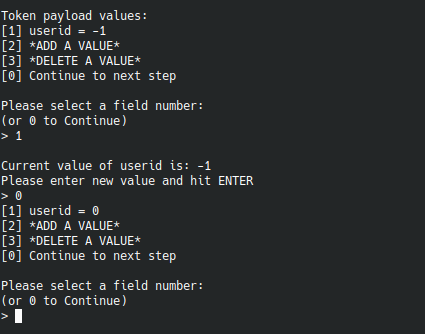 Token payload values:
[1] userid = -1
[2] *ADD A VALUE*
[3] *DELETE A VALUE*
[0] Continue to next step
Please select a field number:
(or 0 to Continue)
> 1
Current value of userid is: -1
Please enter new value and hit ENTER
> 0
[1] userid = 0
[2] *ADD A VALUE*
[3] *DELETE A VALUE*
[0] Continue to next step
Please select a field number:
(or 0 to Continue)
>